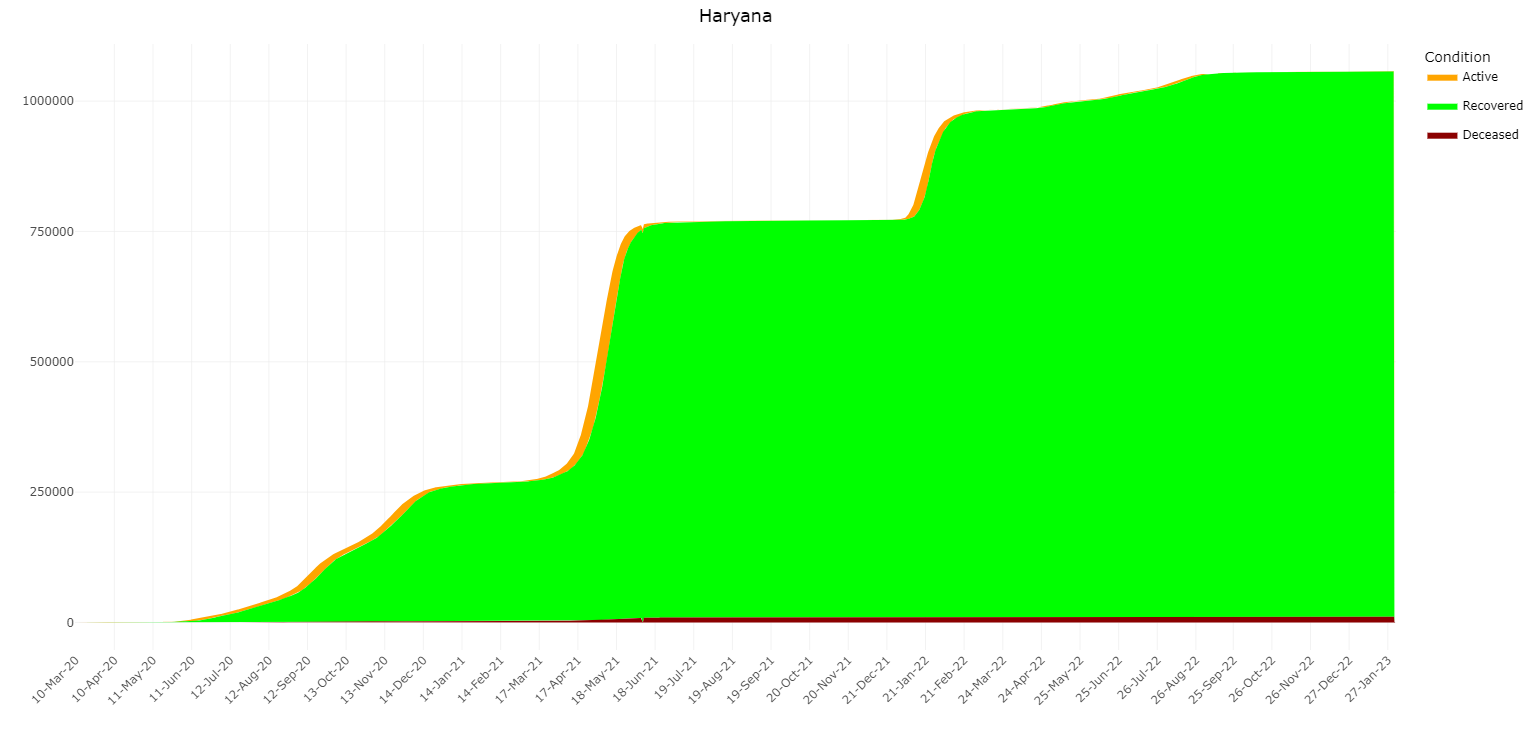 Haryana
Condition
Active
Recovered
Deceased
1000000
750000
500000
250000
0
10-Mar-20
10-Apr-20
11-May-20
11-Jun-20
12-Jul-20
12-Aug-20
12-Sep-20
13-Oct-20
13-Nov-20
14-Dec-20
14-Jan-21
14-Feb-21
17-Mar-21
17-Apr-21
18-May-21
18-Jun-21
19-Jul-21
19-Aug-21
19-Sep-21
20-Oct-21
20-Nov-21
21-Dec-21
21-Jan-22
21-Feb-22
24-Mar-22
24-Apr-22
25-May-22
25-Jun-22
26-Jul-22
26-Aug-22
25-Sep-22
26-Oct-22
26-Nov-22
27-Dec-22
27-Jan-23